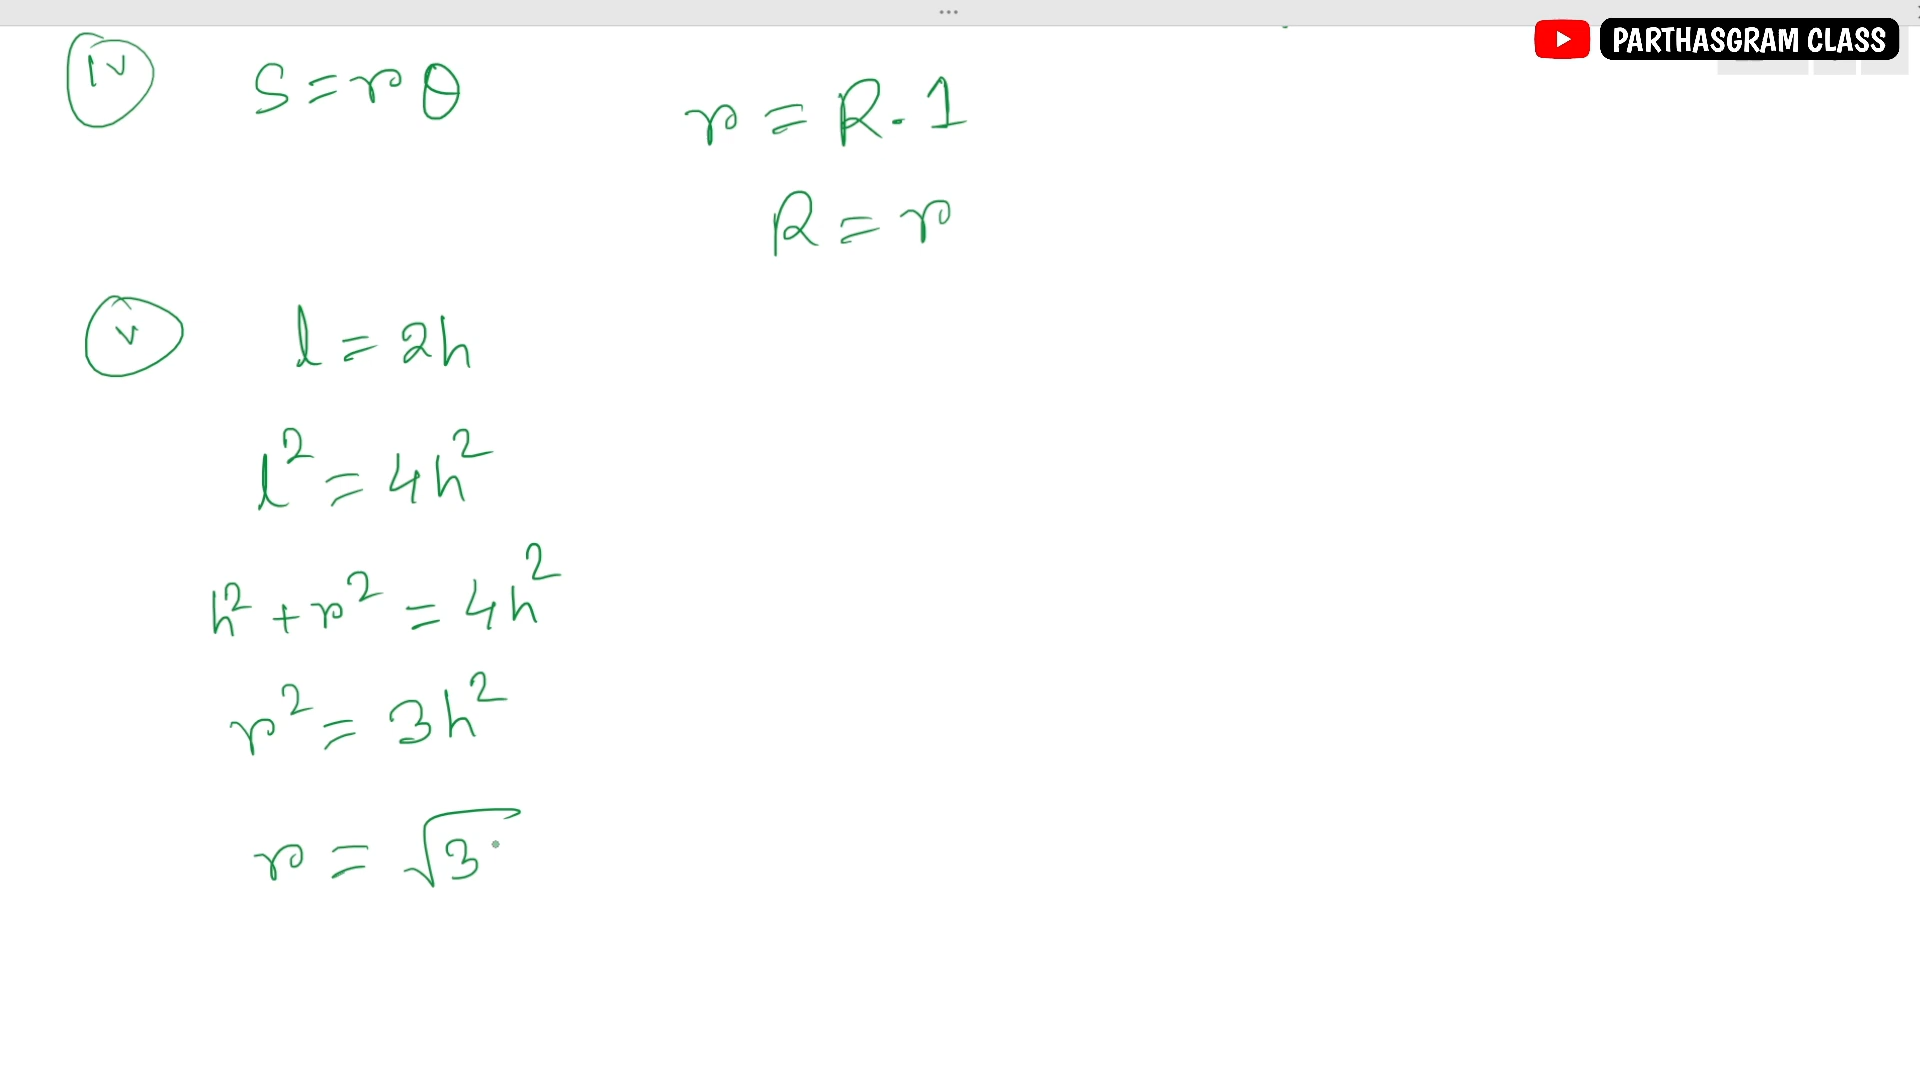 ...
PARTHASGRAM CLASS
iv S = rθ
r = R . 1
R = r
v l = 2h
l² = 4h²
h² + r² = 4h²
r² = 3h²
r = √3